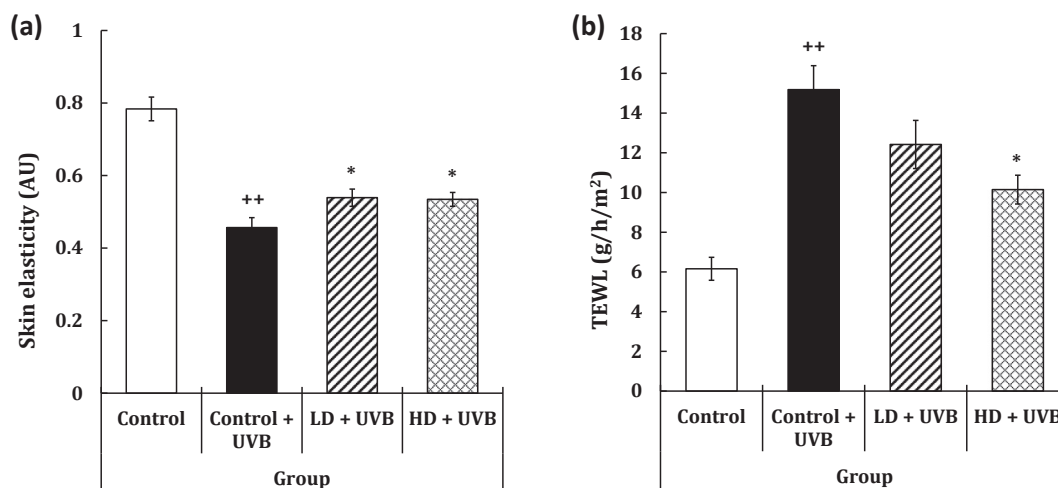 (a)
Skin elasticity (AU)
1
0.8
0.6
0.4
0.2
0
++
*
*
Control
Control +
UVB
LD + UVB
HD + UVB
Group
(b)
TEWL (g/h/m²)
18
16
14
12
10
8
6
4
2
0
++
*
Control
Control +
UVB
LD + UVB
HD + UVB
Group